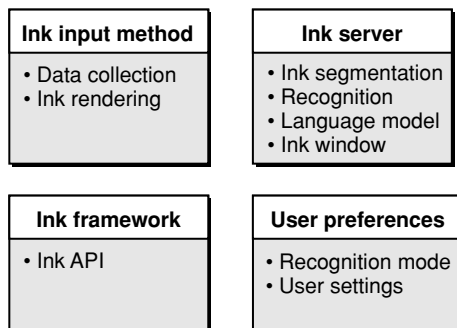 Ink input method
• Data collection
• Ink rendering
Ink server
• Ink segmentation
• Recognition
• Language model
• Ink window
Ink framework
• Ink API
User preferences
• Recognition mode
• User settings